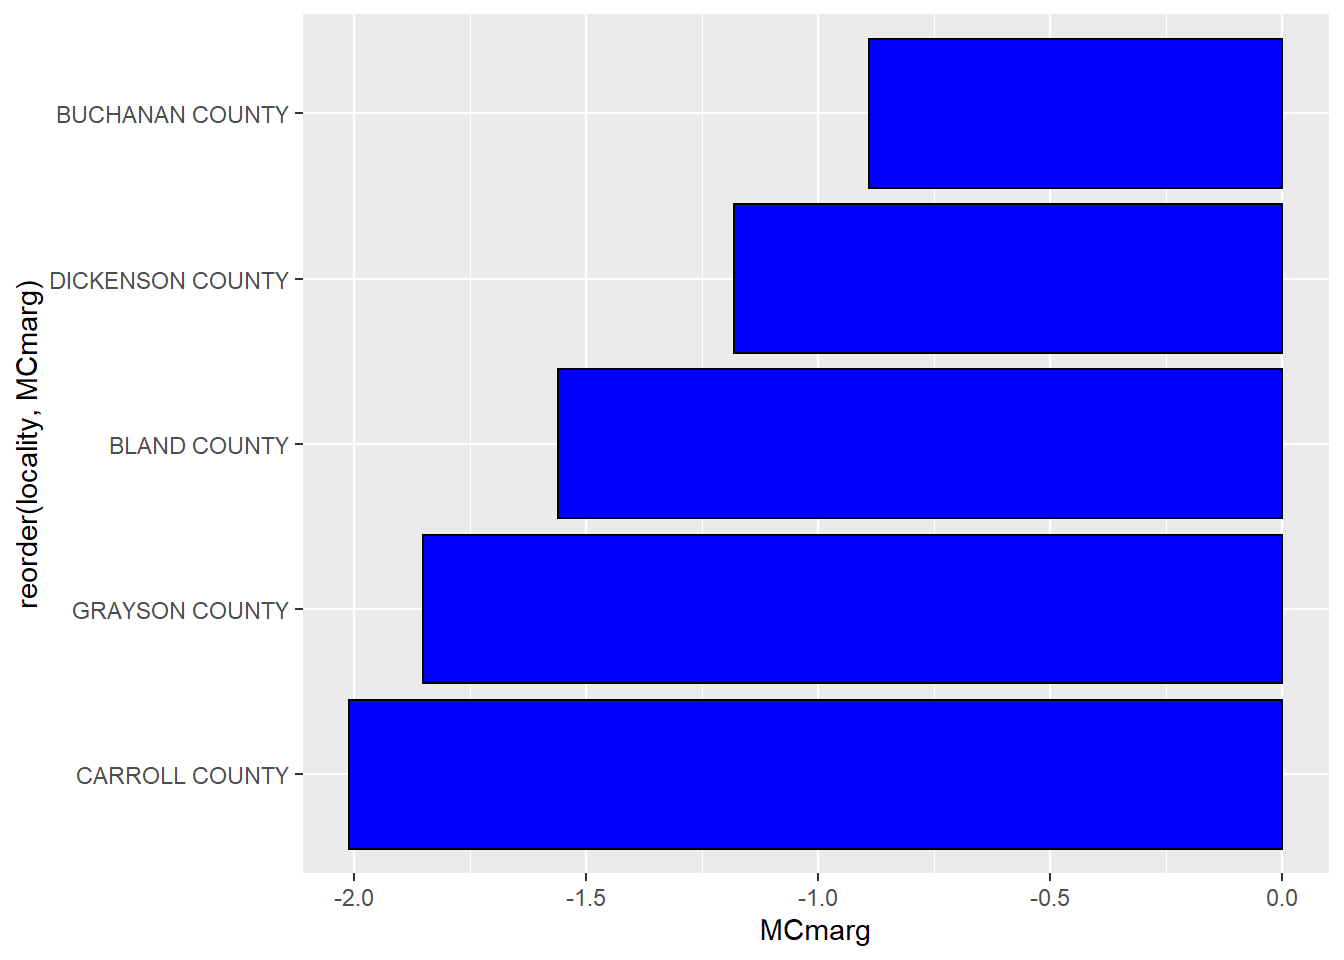 reorder(locality, MCmarg)
BUCHANAN COUNTY
DICKENSON COUNTY
BLAND COUNTY
GRAYSON COUNTY
CARROLL COUNTY
-2.0 -1.5 -1.0 -0.5 0.0
MCmarg